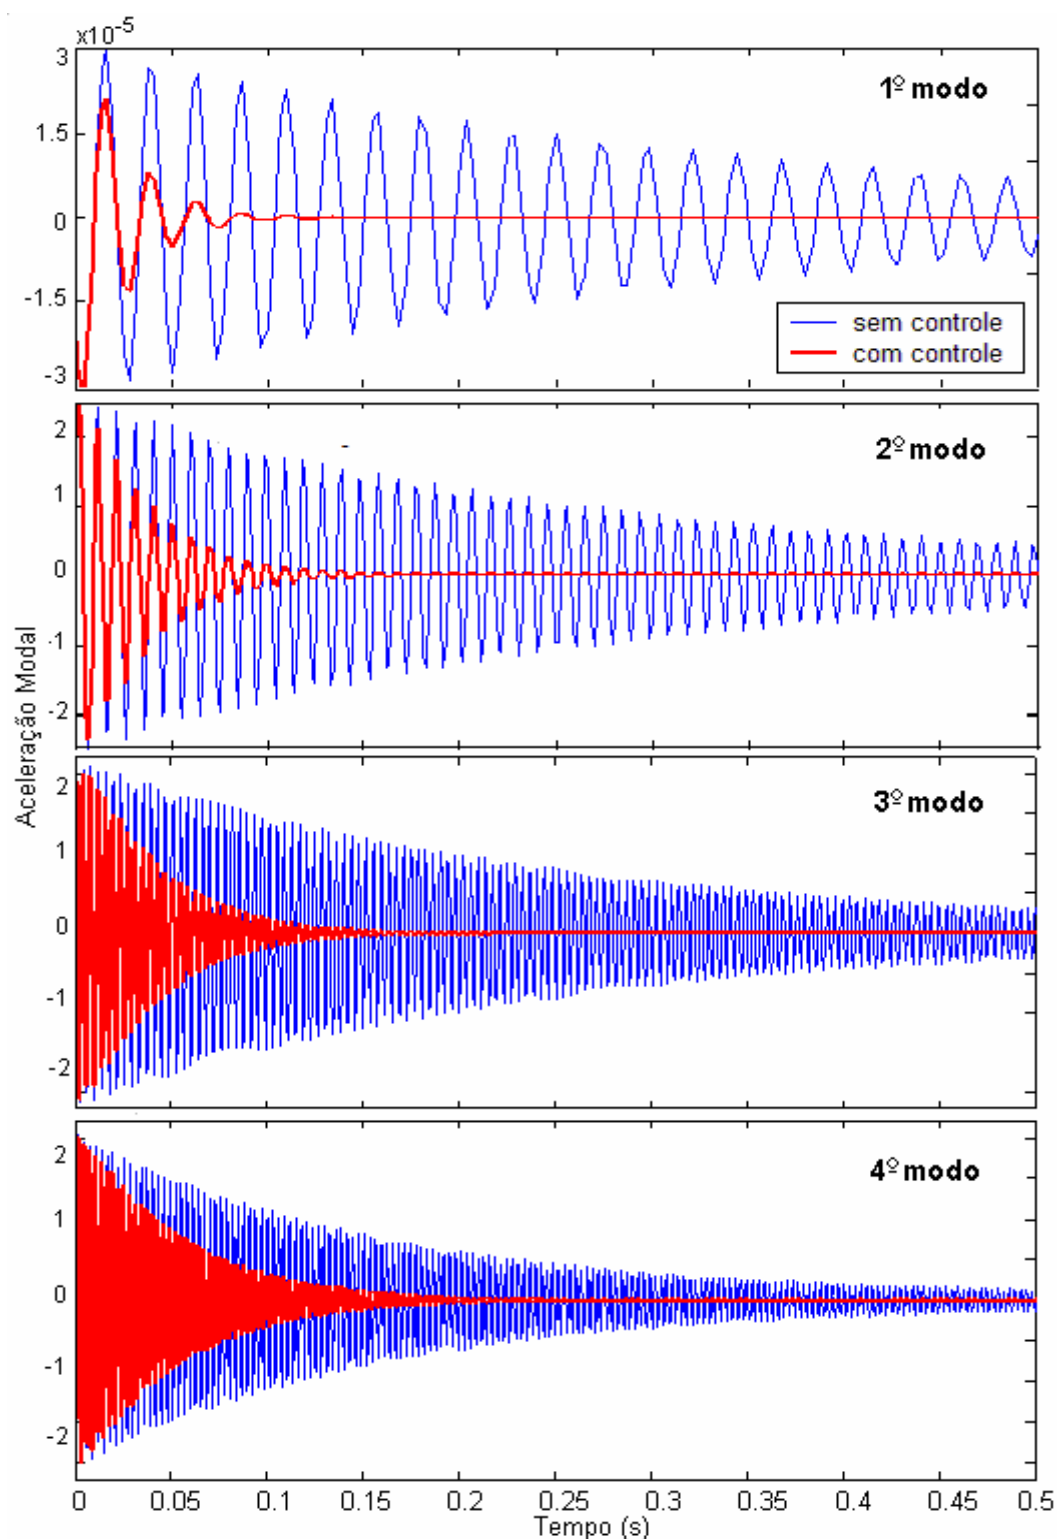 x10-5
3
1º modo
1.5
0
-1.5
sem controle
com controle
-3
2
2º modo
1
0
-1
-2
Aceleração Modal
2
3º modo
1
0
-1
-2
2
4º modo
1
0
-1
-2
0 0.05 0.1 0.15 0.2 0.25 0.3 0.35 0.4 0.45 0.5
Tempo (s)